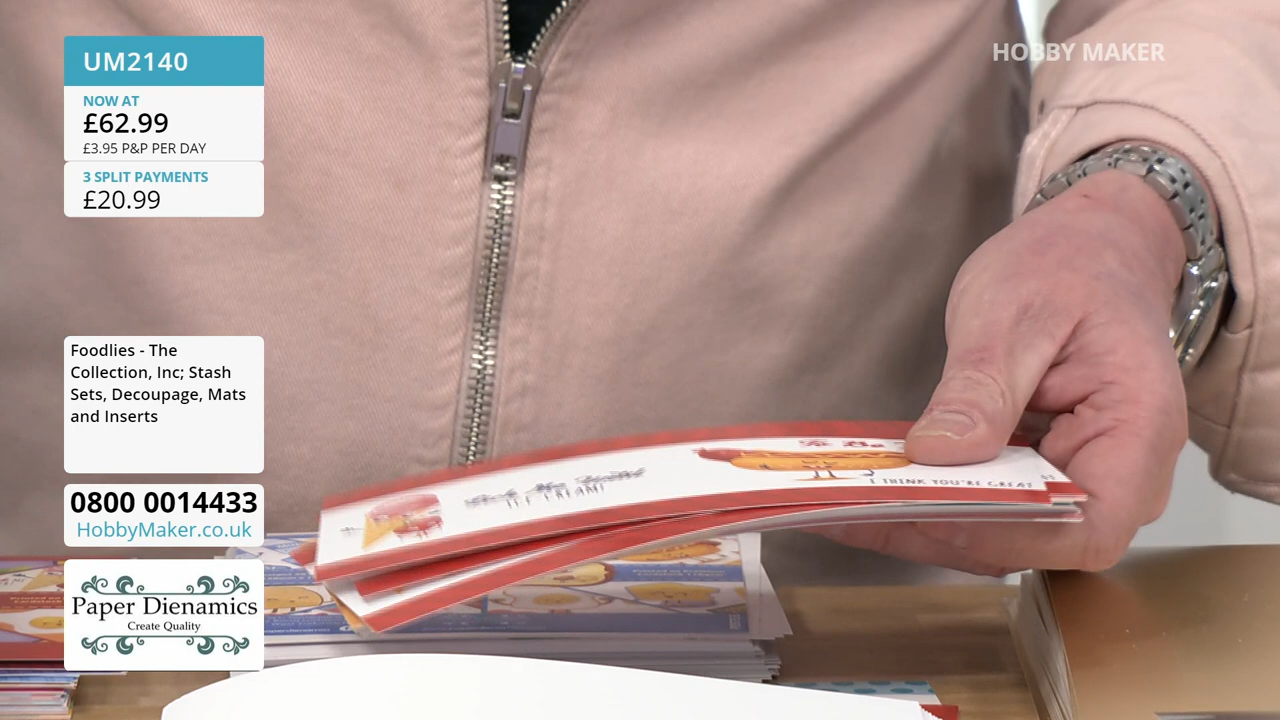 UM2140
NOW AT
£62.99
£3.95 P&P PER DAY
3 SPLIT PAYMENTS
£20.99
HOBBY MAKER
Foodlies - The
Collection, Inc; Stash
Sets, Decoupage, Mats
and Inserts
0800 0014433
HobbyMaker.co.uk
Paper Dienamics
Create Quality
I THINK YOU'RE GREAT
ICE CREAM!